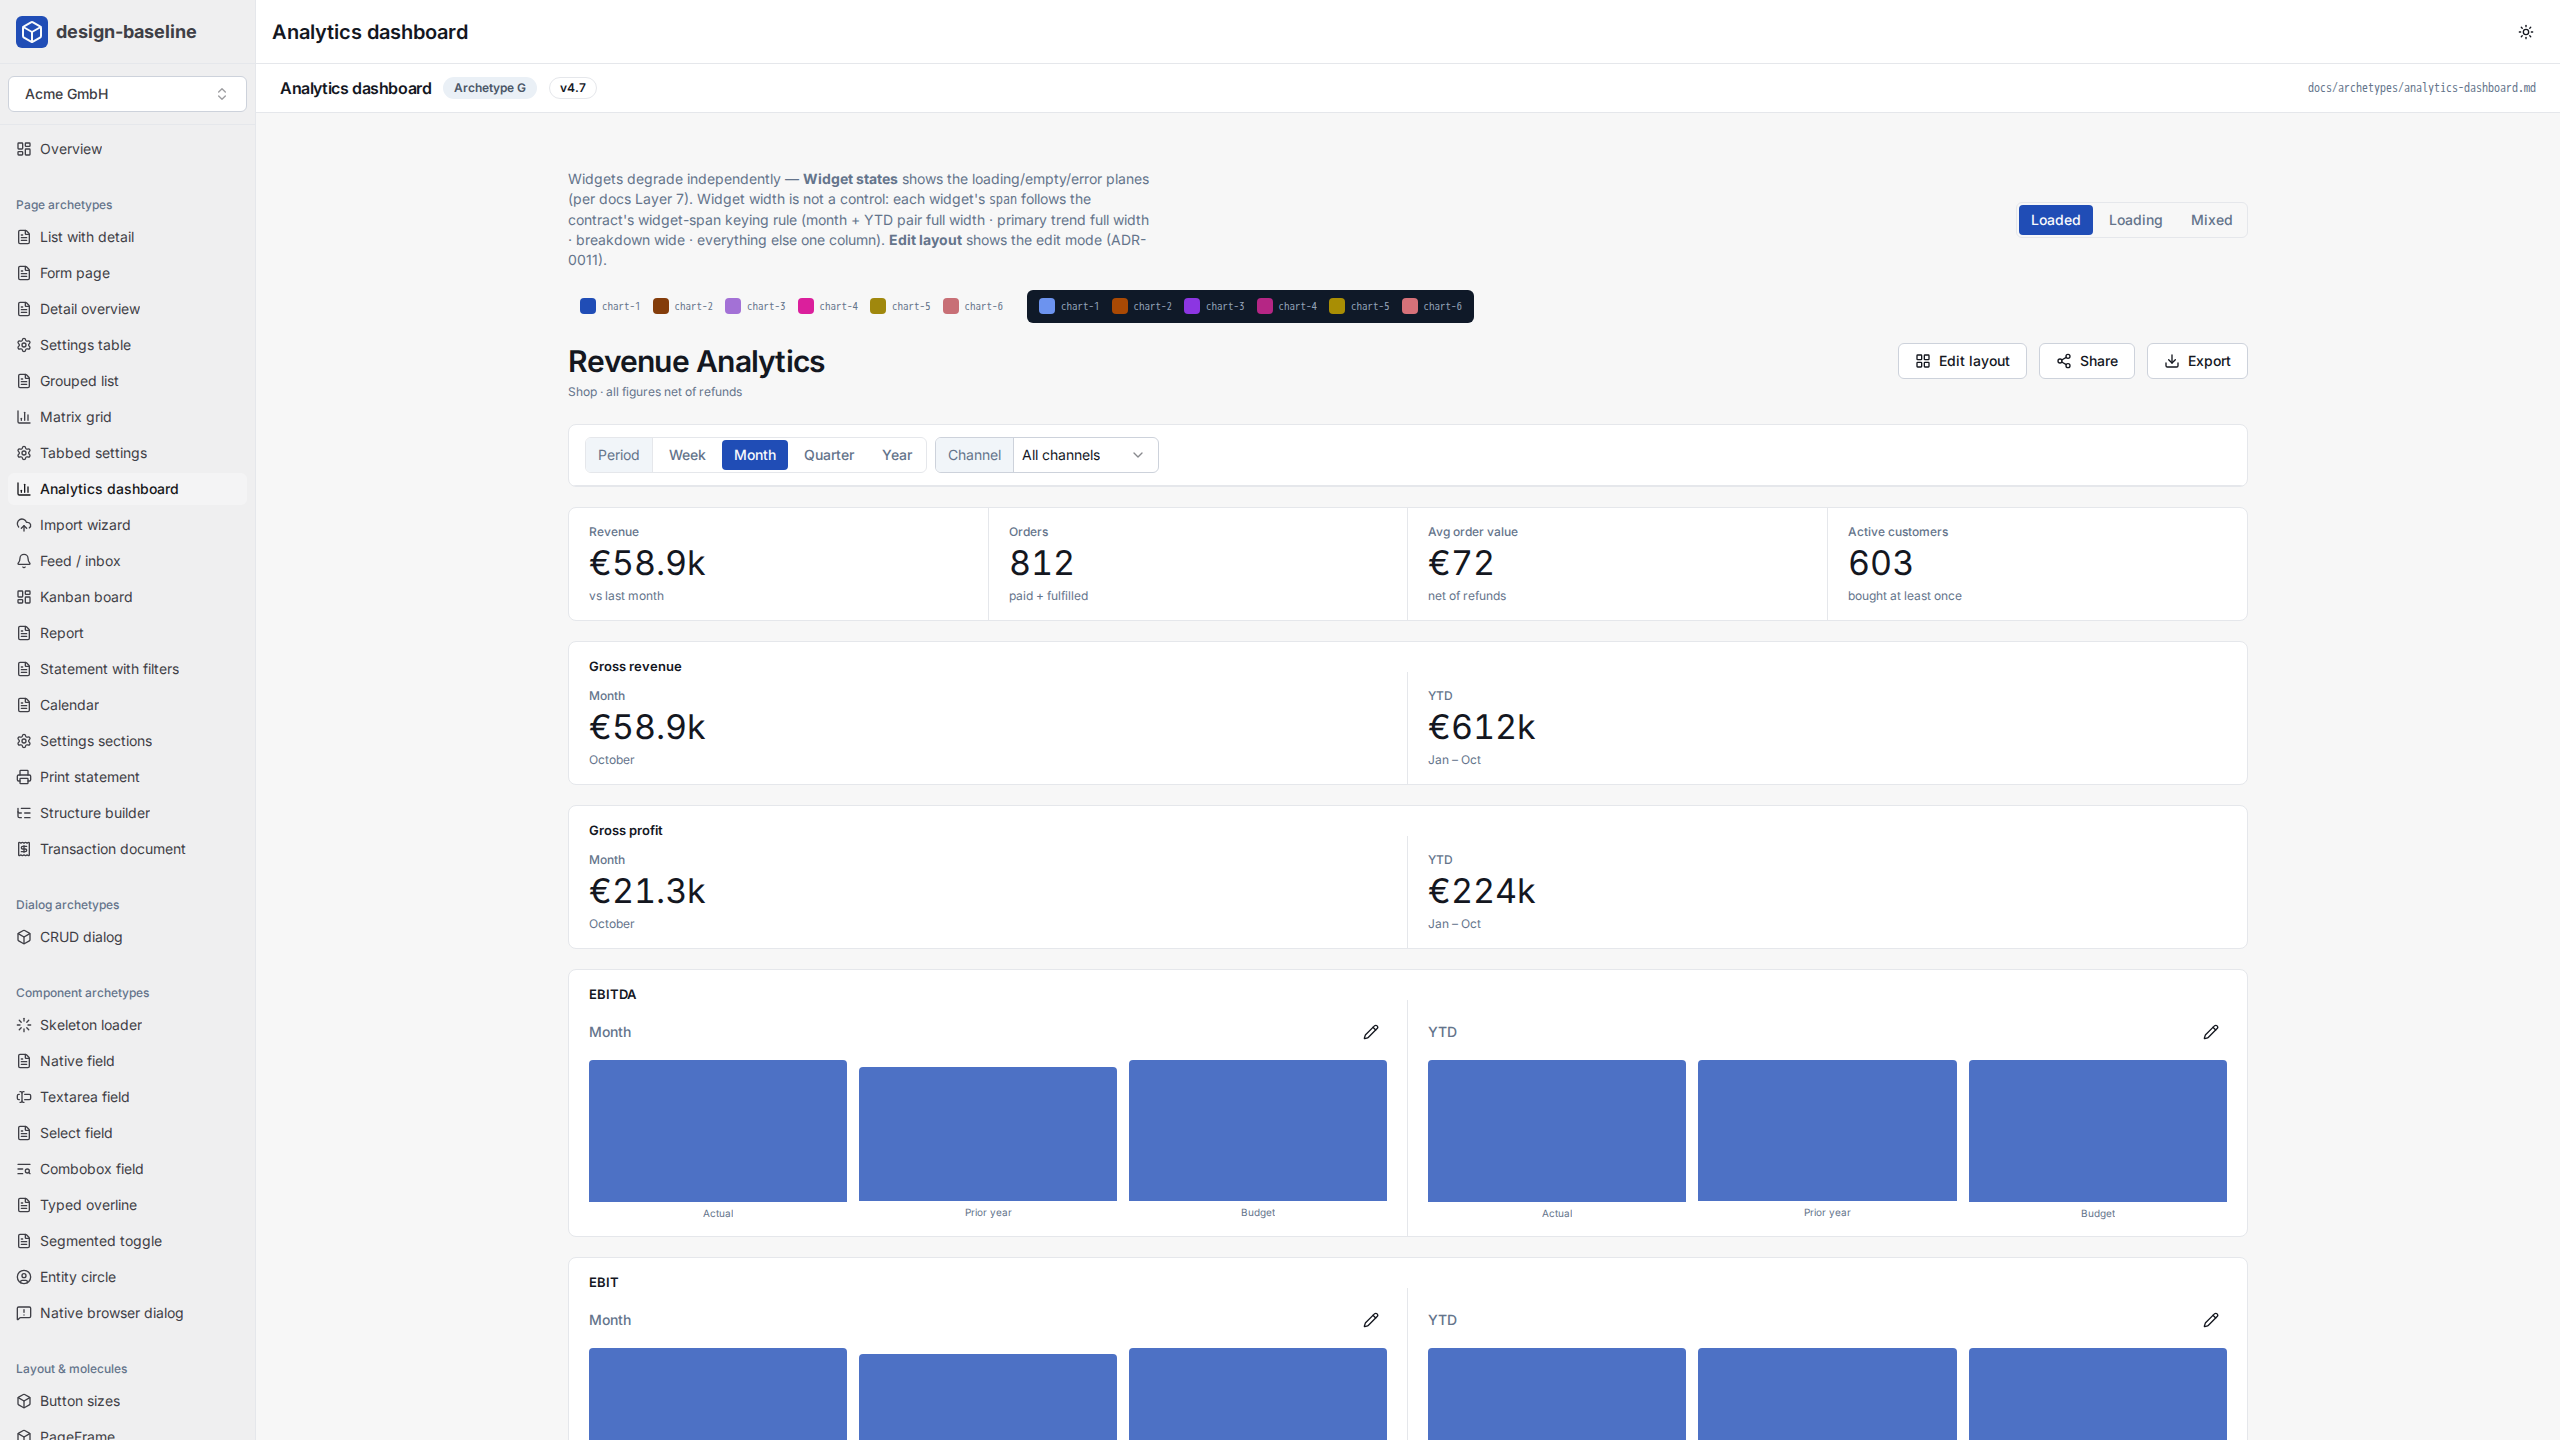 design-baseline
Analytics dashboard
Acme GmbH
Analytics dashboard
Archetype G
v4.7
docs/archetypes/analytics-dashboard.md
Overview
Page archetypes
List with detail
Form page
Detail overview
Settings table
Grouped list
Matrix grid
Tabbed settings
Analytics dashboard
Import wizard
Feed / inbox
Kanban board
Report
Statement with filters
Calendar
Settings sections
Print statement
Structure builder
Transaction document
Dialog archetypes
CRUD dialog
Component archetypes
Skeleton loader
Native field
Textarea field
Select field
Combobox field
Typed overline
Segmented toggle
Entity circle
Native browser dialog
Layout & molecules
Button sizes
PageFrame
Widgets degrade independently — Widget states shows the loading/empty/error planes
(per docs Layer 7). Widget width is not a control: each widget's span follows the
contract's widget-span keying rule (month + YTD pair full width · primary trend full width
· breakdown wide · everything else one column). Edit layout shows the edit mode (ADR-
0011).
Loaded
Loading
Mixed
chart-1 chart-2 chart-3 chart-4 chart-5 chart-6
chart-1 chart-2 chart-3 chart-4 chart-5 chart-6
Revenue Analytics
Shop · all figures net of refunds
Edit layout
Share
Export
Period
Week
Month
Quarter
Year
Channel
All channels
Revenue
€58.9k
vs last month
Orders
812
paid + fulfilled
Avg order value
€72
net of refunds
Active customers
603
bought at least once
Gross revenue
Month
€58.9k
October
YTD
€612k
Jan – Oct
Gross profit
Month
€21.3k
October
YTD
€224k
Jan – Oct
EBITDA
Month
Actual
Prior year
Budget
YTD
Actual
Prior year
Budget
EBIT
Month
YTD